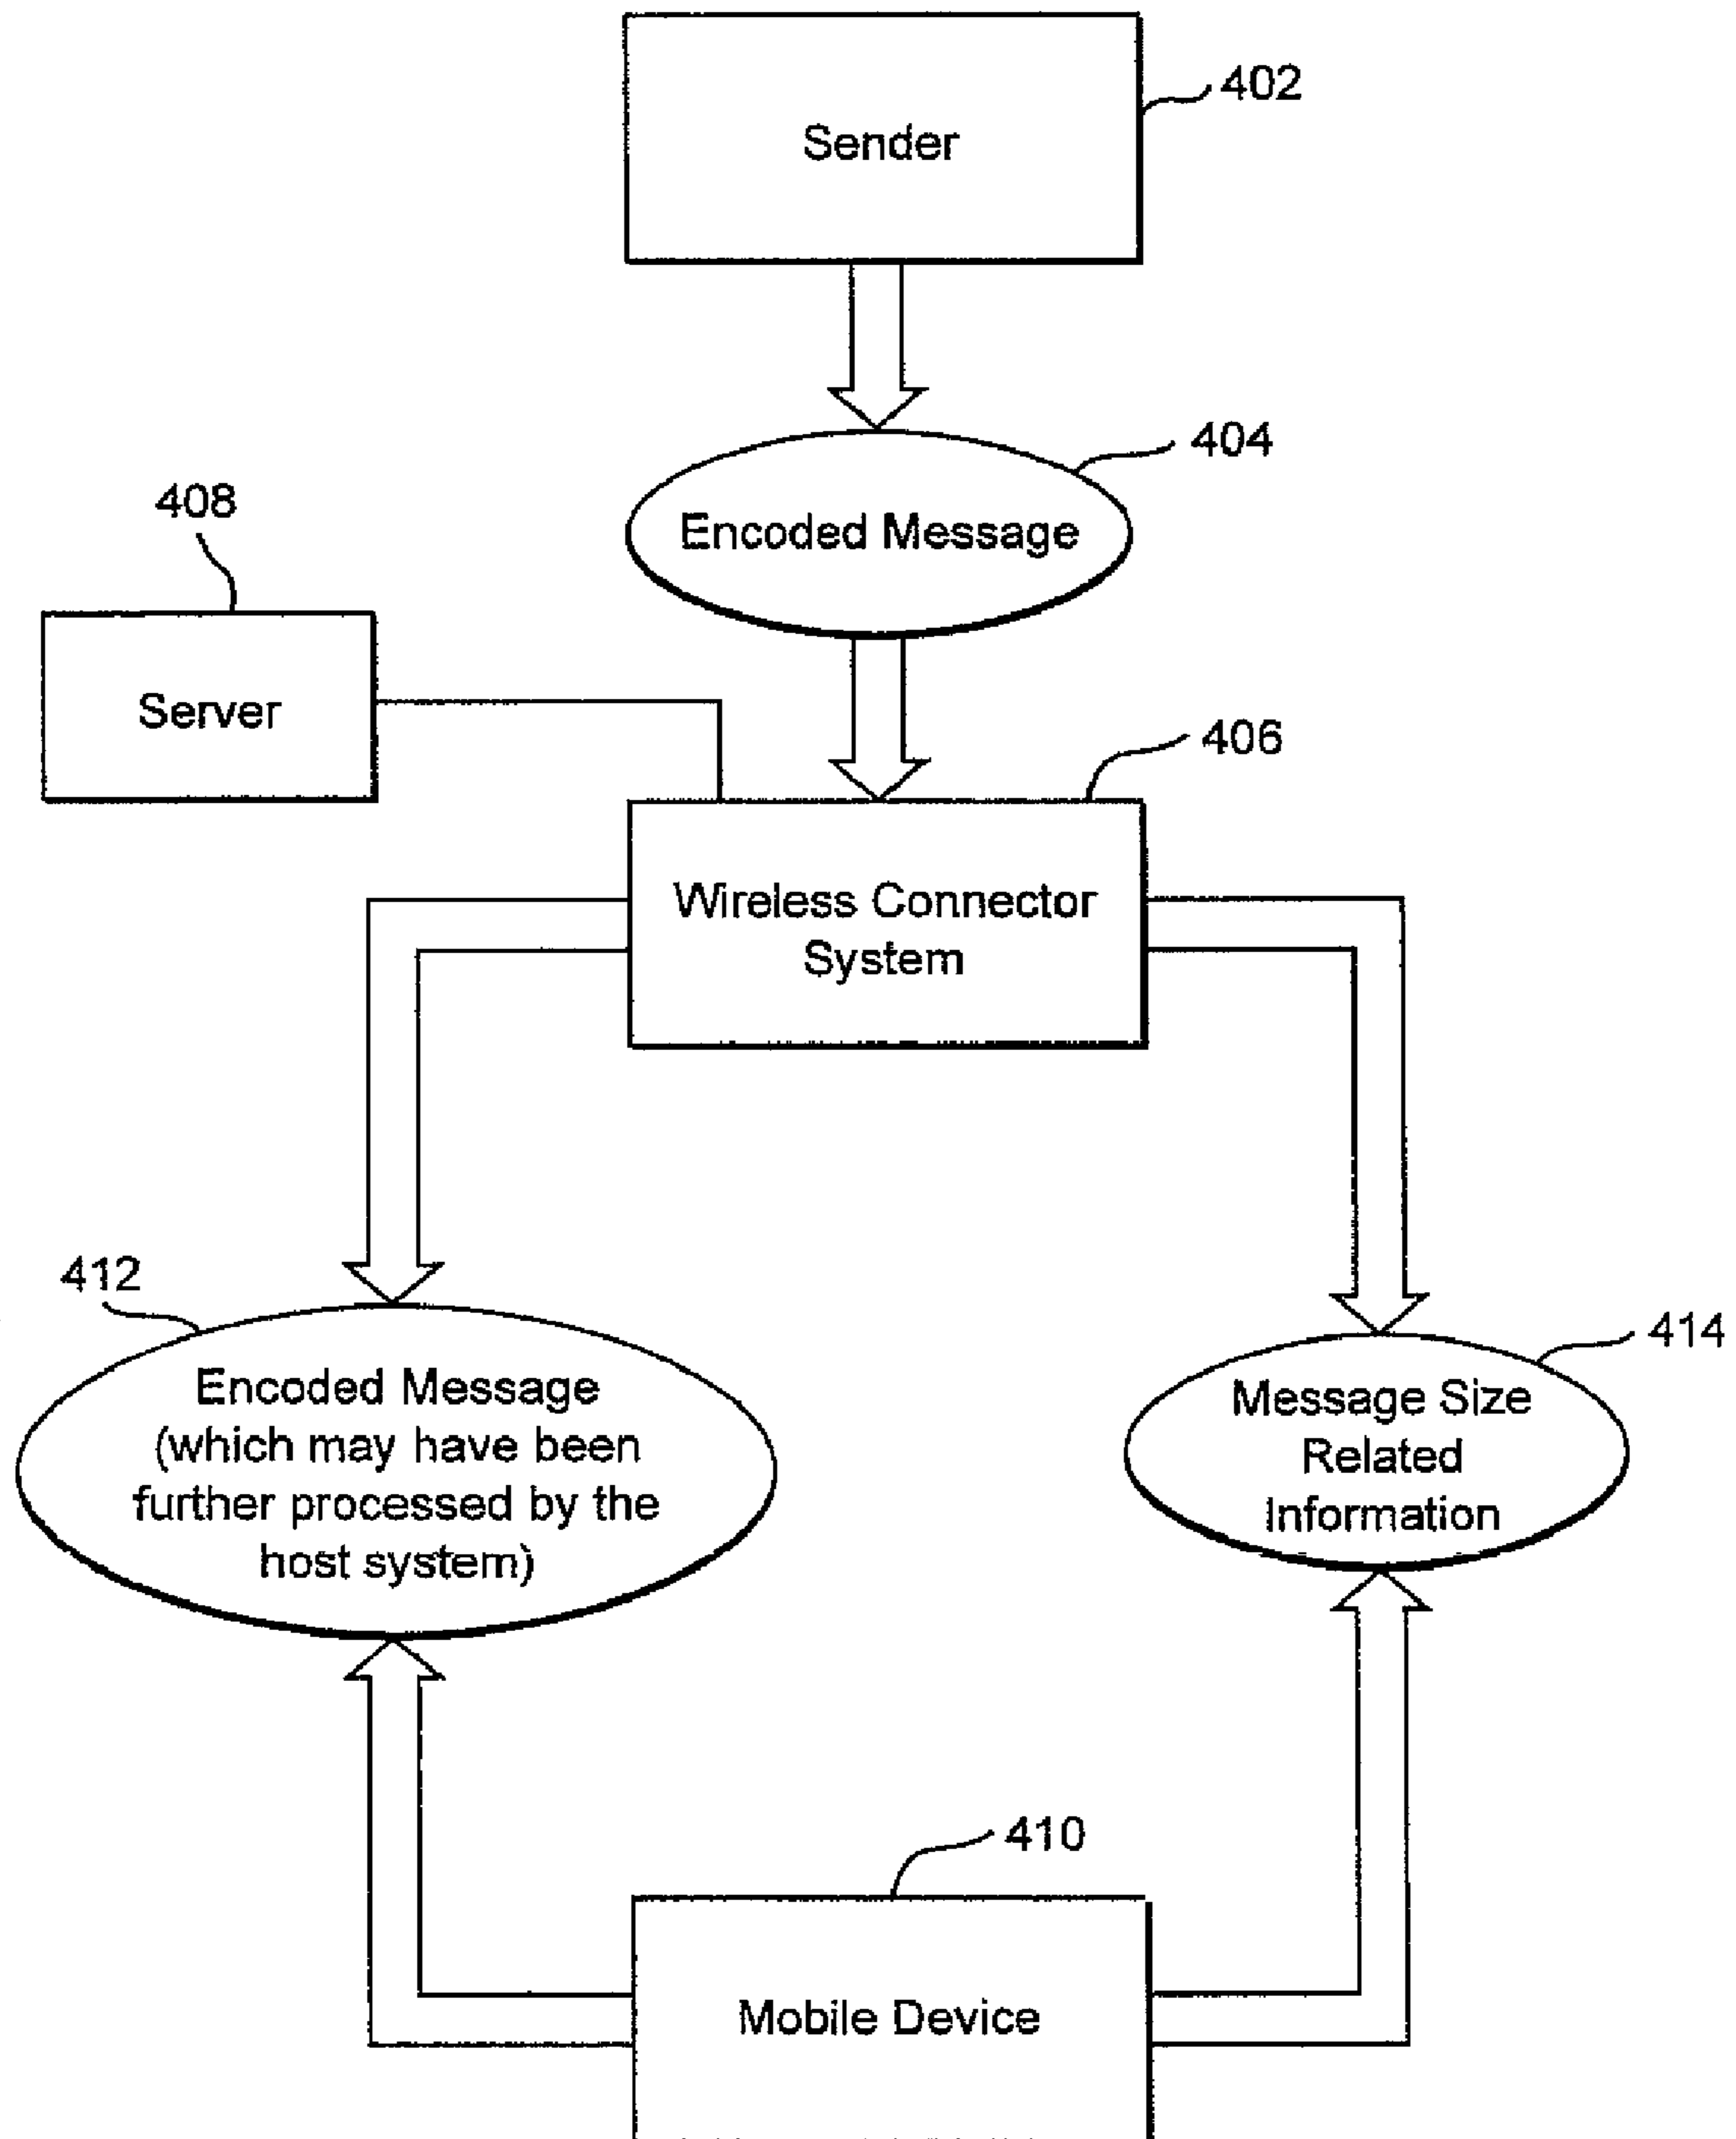 402
Sender
404
Encoded Message
408
Server
406
Wireless Connector
System
412
Encoded Message
(which may have been
further processed by the
host system)
414
Message Size
Related
Information
410
Mobile Device